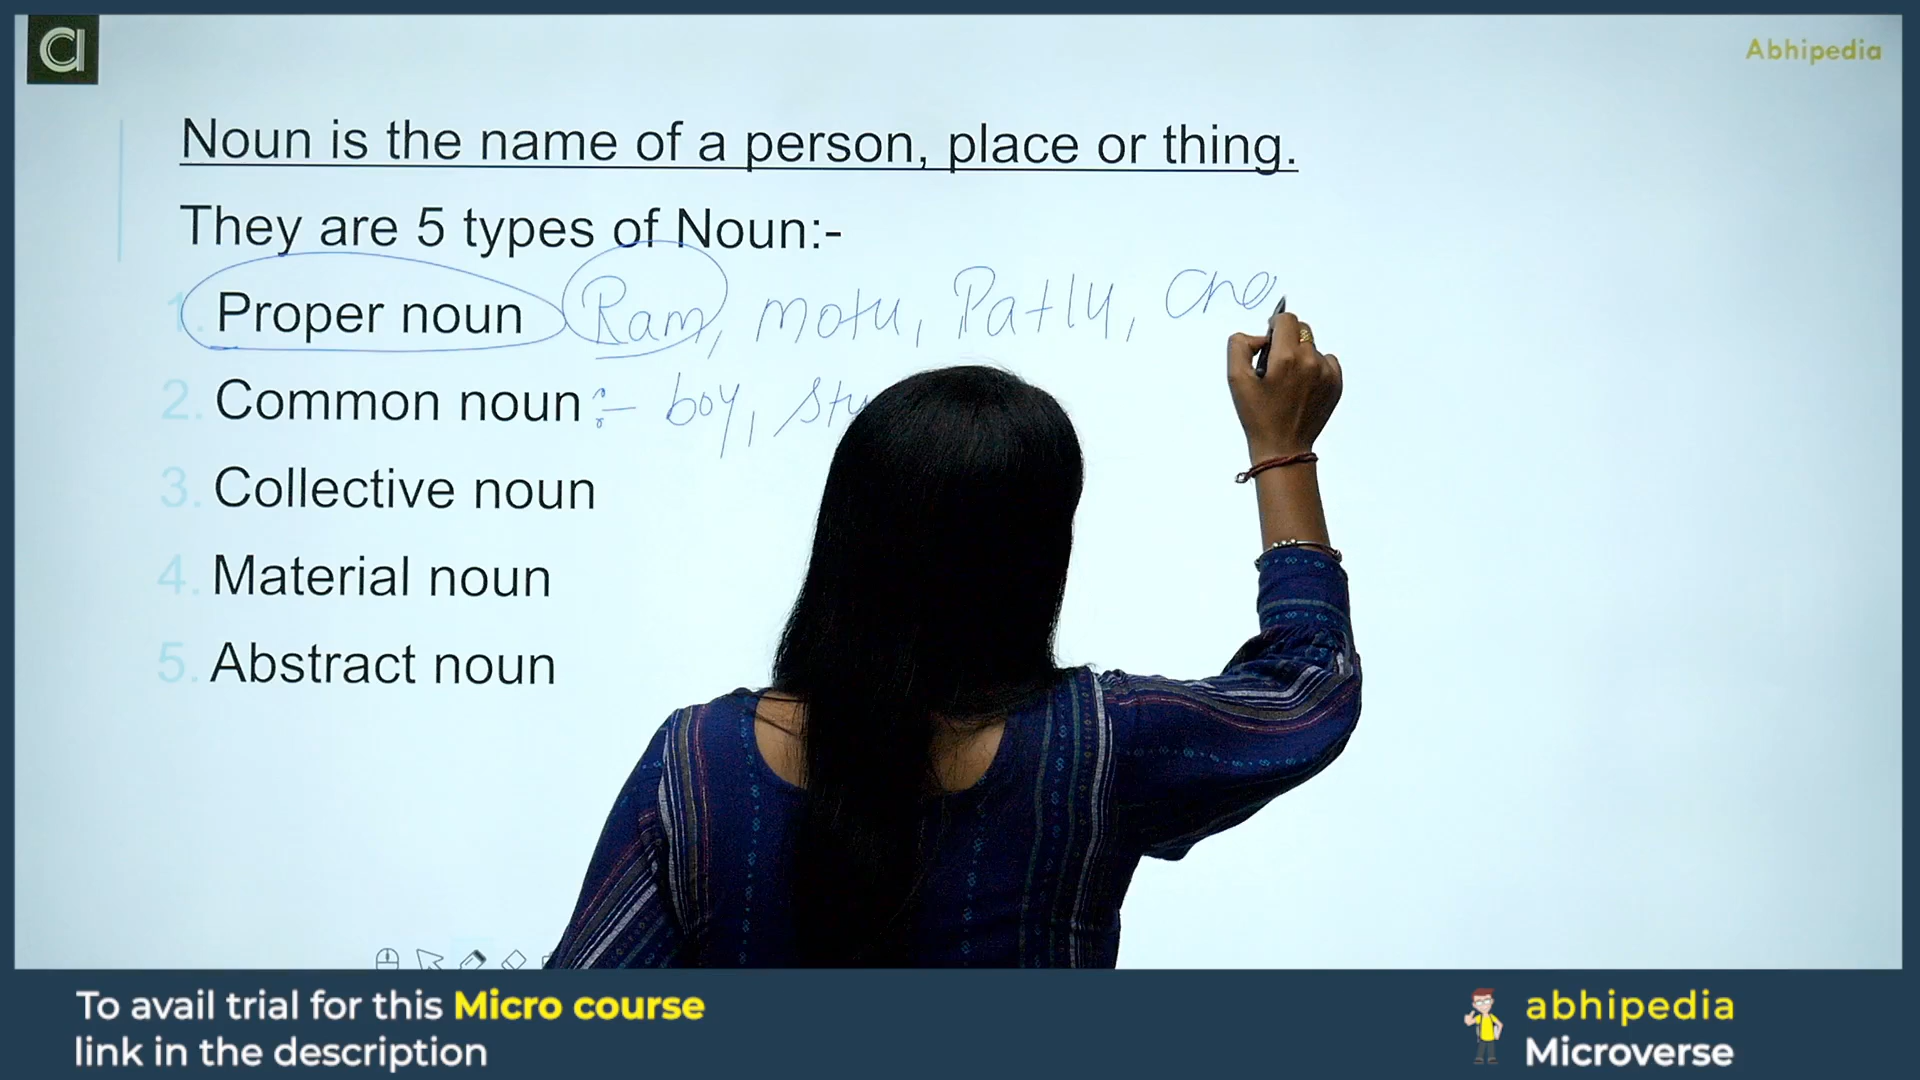 Abhipedia
Noun is the name of a person, place or thing.
They are 5 types of Noun:-
1. Proper noun Ram, motu, Patlu,
2. Common noun :- boy,
3. Collective noun
4. Material noun
5. Abstract noun
To avail trial for this Micro course
link in the description
abhipedia
Microverse